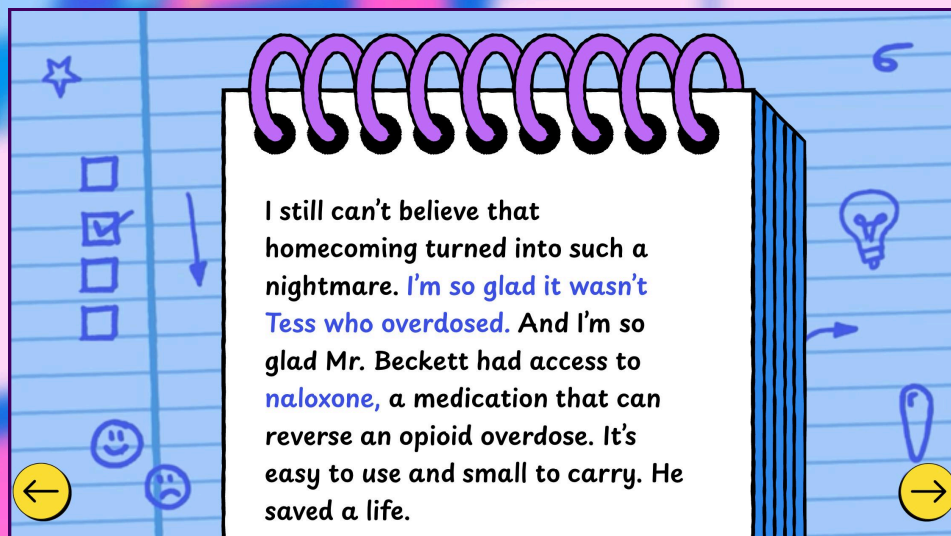 I still can't believe that
homecoming turned into such a
nightmare. I'm so glad it wasn't
Tess who overdosed. And I'm so
glad Mr. Beckett had access to
naloxone, a medication that can
reverse an opioid overdose. It's
easy to use and small to carry. He
saved a life.